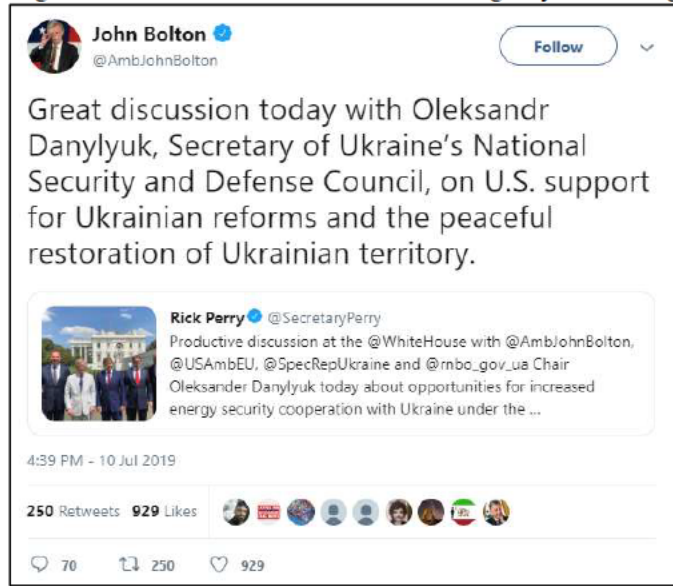 John Bolton
@AmbJohnBolton
Follow
Great discussion today with Oleksandr
Danylyuk, Secretary of Ukraine's National
Security and Defense Council, on U.S. support
for Ukrainian reforms and the peaceful
restoration of Ukrainian territory.
Rick Perry @SecretaryPerry
Productive discussion at the @WhiteHouse with @AmbJohnBolton,
@USAmbEU, @SpecRepUkraine and @rnbo_gov_ua Chair
Oleksander Danylyuk today about opportunities for increased
energy security cooperation with Ukraine under the ...
4:39 PM - 10 Jul 2019
250 Retweets 929 Likes
70 250 929